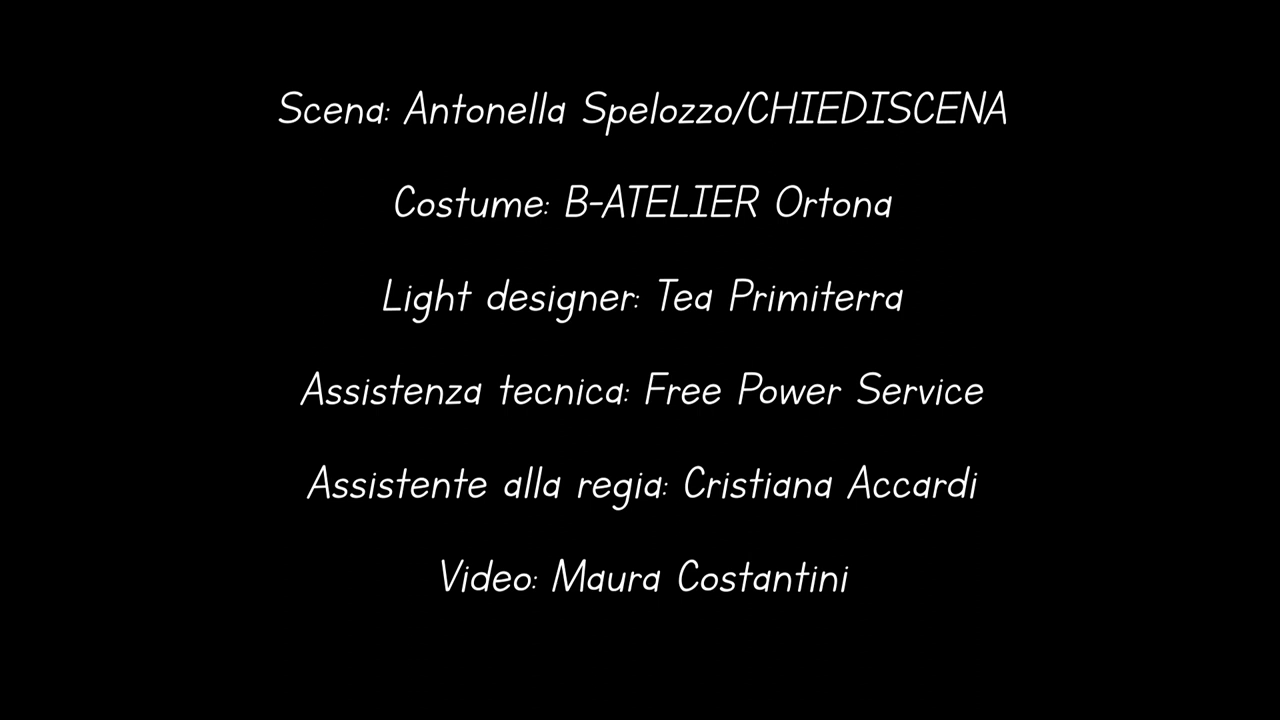 Scena: Antonella Spelozzo/CHIEDISCENA
Costume: B-ATELIER Ortona
Light designer: Tea Primiterra
Assistenza tecnica: Free Power Service
Assistente alla regia: Cristiana Accardi
Video: Maura Costantini